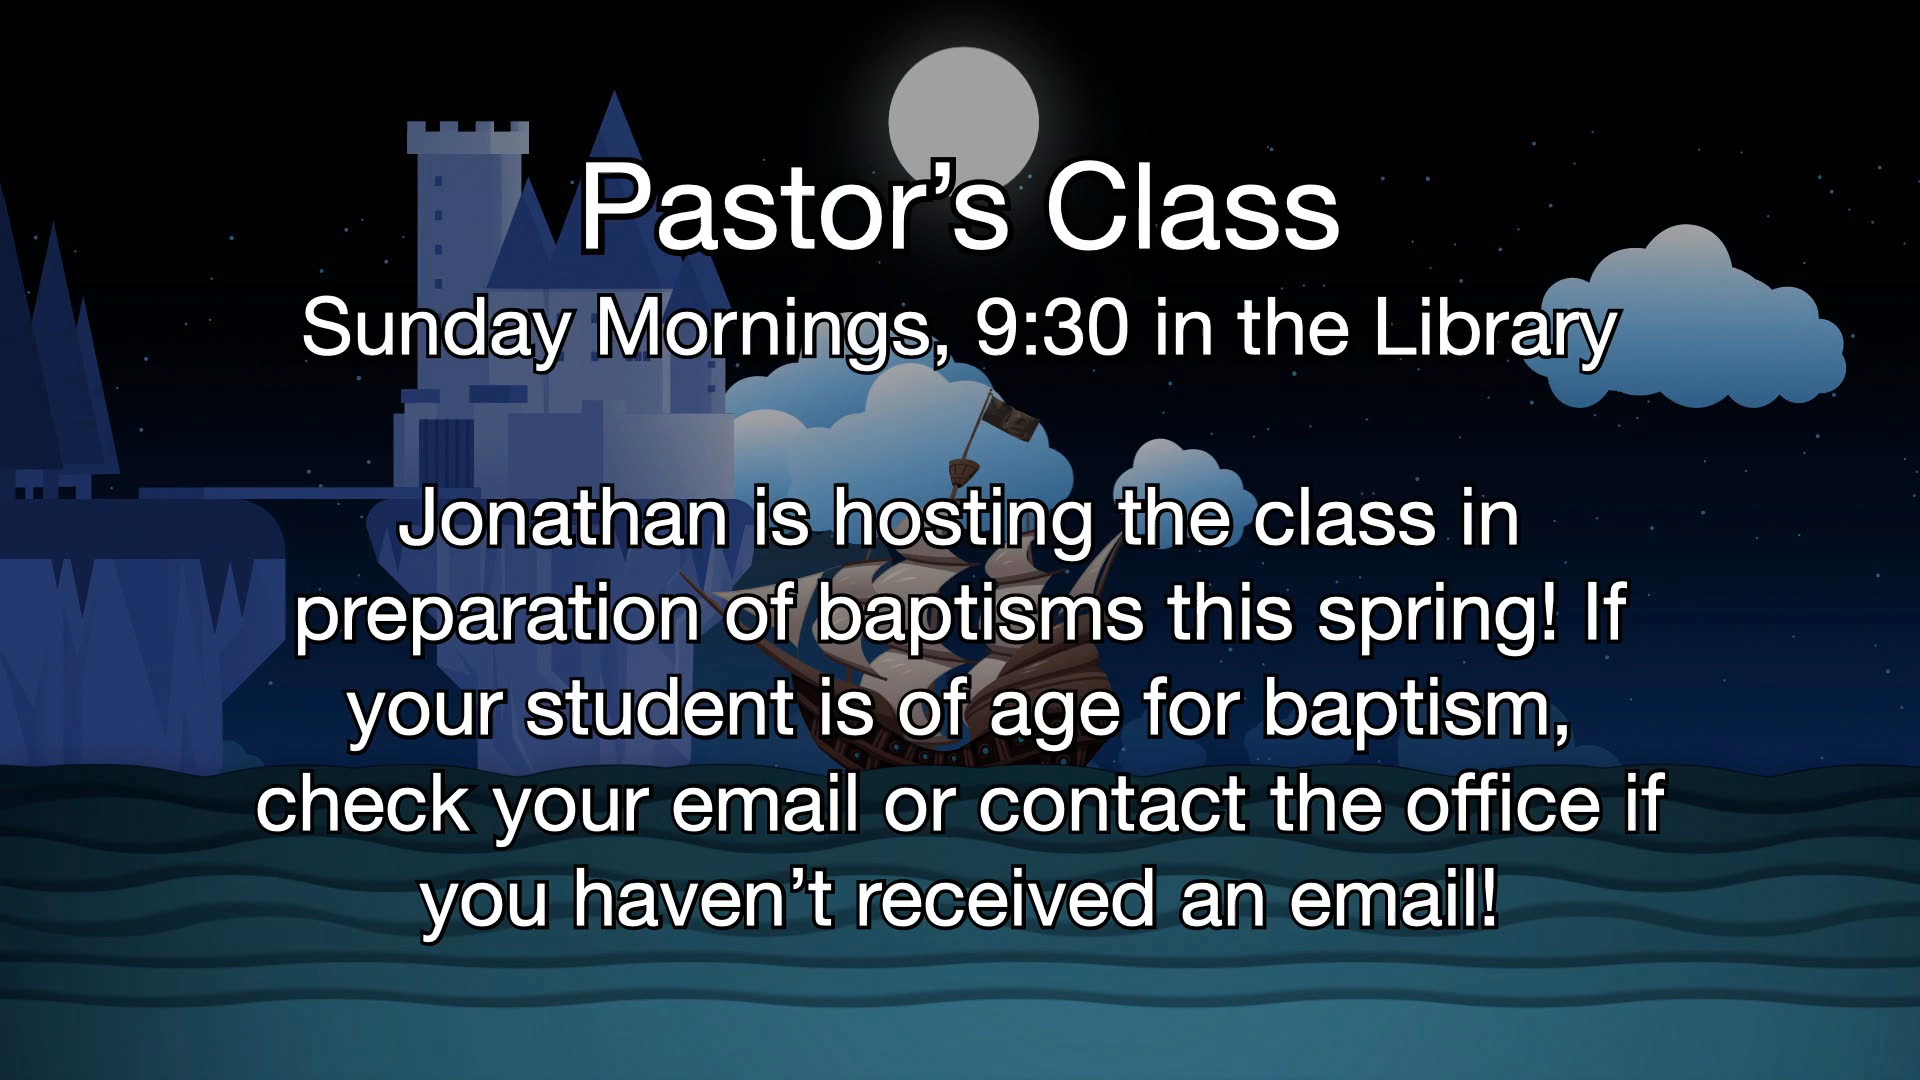 Pastor’s Class
Sunday Mornings, 9:30 in the Library
Jonathan is hosting the class in
preparation of baptisms this spring! If
your student is of age for baptism,
check your email or contact the office if
you haven’t received an email!